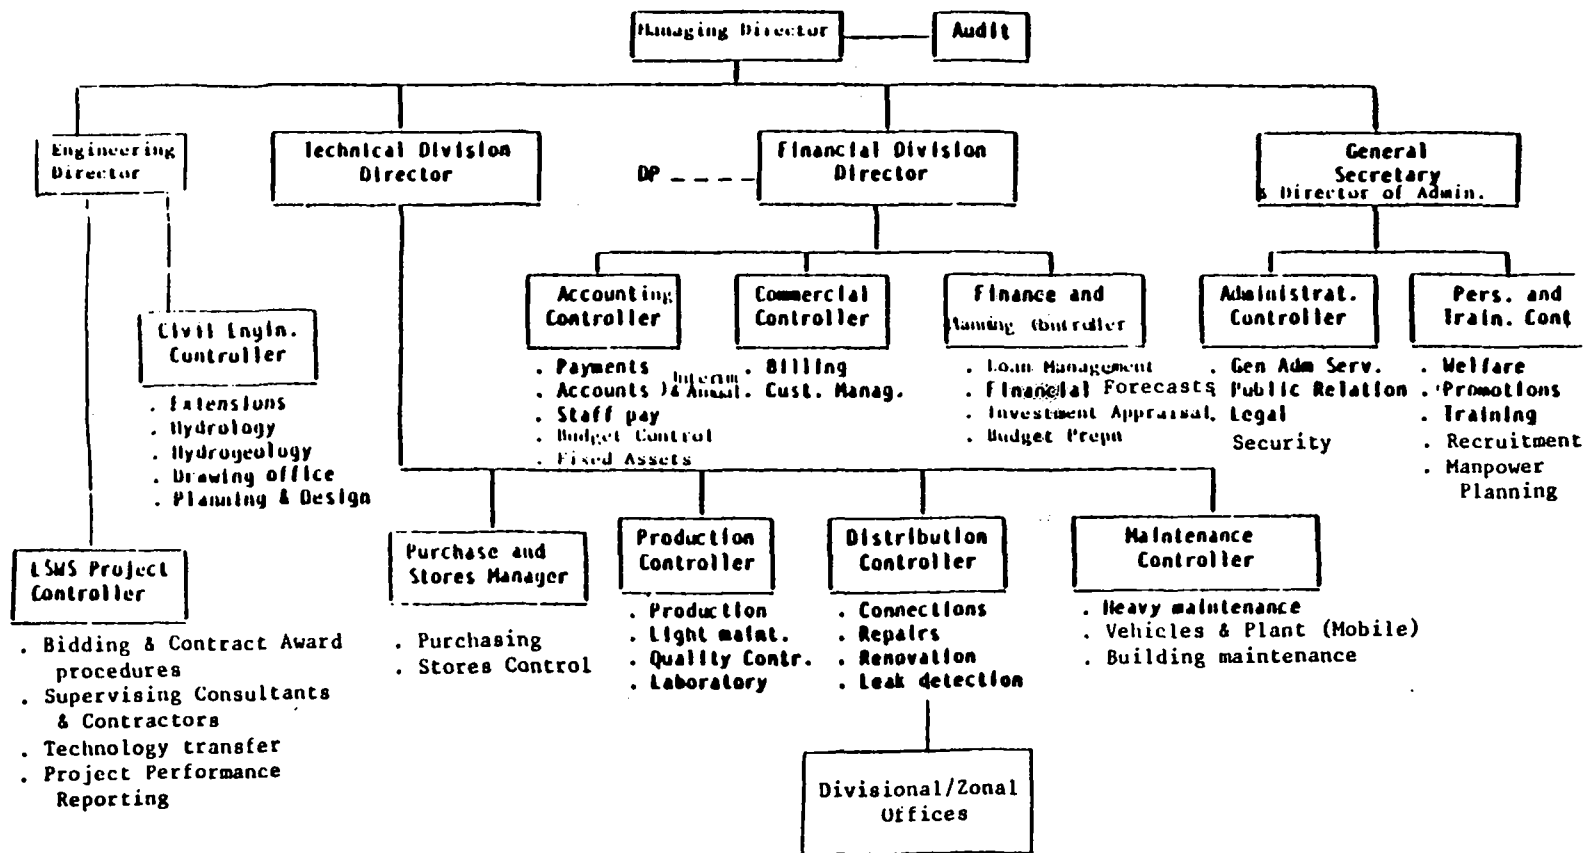 Managing Director
Audit
Engineering
Director
Technical Division
Director
DP
Financial Division
Director
General
Secretary
& Director of Admin.
Accounting
Controller
Commercial
Controller
Finance and
Planning Controller
Administrat.
Controller
Pers. and
Train. Cont
Civil Engin.
Controller
. Extensions
. Hydrology
. Hydrogeology
. Drawing office
. Planning & Design
. Payments
. Accounts ) Interim & Annual.
. Staff pay
. Budget Control
. Fixed Assets
. Billing
. Cust. Manag.
. Loan Management
. Financial Forecasts
. Investment Appraisal
. Budget Prepn
. Gen Adm Serv.
. Public Relation
. Legal
Security
. Welfare
. Promotions
. Training
. Recruitment
. Manpower
Planning
LSWS Project
Controller
. Bidding & Contract Award
procedures
. Supervising Consultants
& Contractors
. Technology transfer
. Project Performance
Reporting
Purchase and
Stores Manager
. Purchasing
. Stores Control
Production
Controller
. Production
. Light maint.
. Quality Contr.
. Laboratory
Distribution
Controller
. Connections
. Repairs
. Renovation
. Leak detection
Maintenance
Controller
. Heavy maintenance
. Vehicles & Plant (Mobile)
. Building maintenance
Divisional/Zonal
Offices